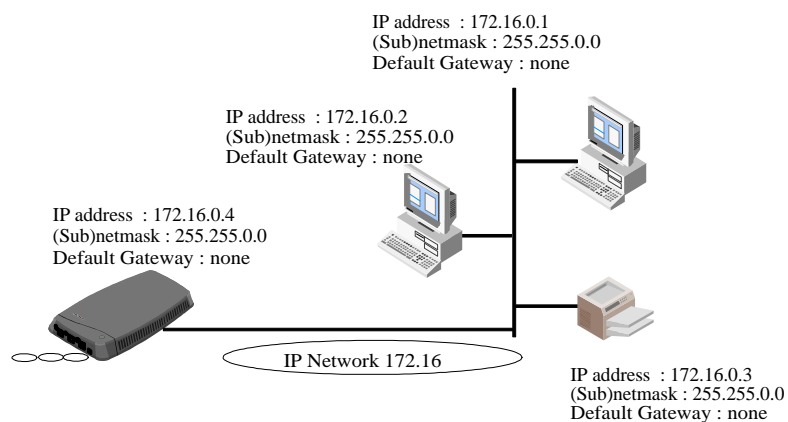 IP address : 172.16.0.1
(Sub)netmask : 255.255.0.0
Default Gateway : none
IP address : 172.16.0.2
(Sub)netmask : 255.255.0.0
Default Gateway : none
IP address : 172.16.0.4
(Sub)netmask : 255.255.0.0
Default Gateway : none
IP Network 172.16
IP address : 172.16.0.3
(Sub)netmask : 255.255.0.0
Default Gateway : none